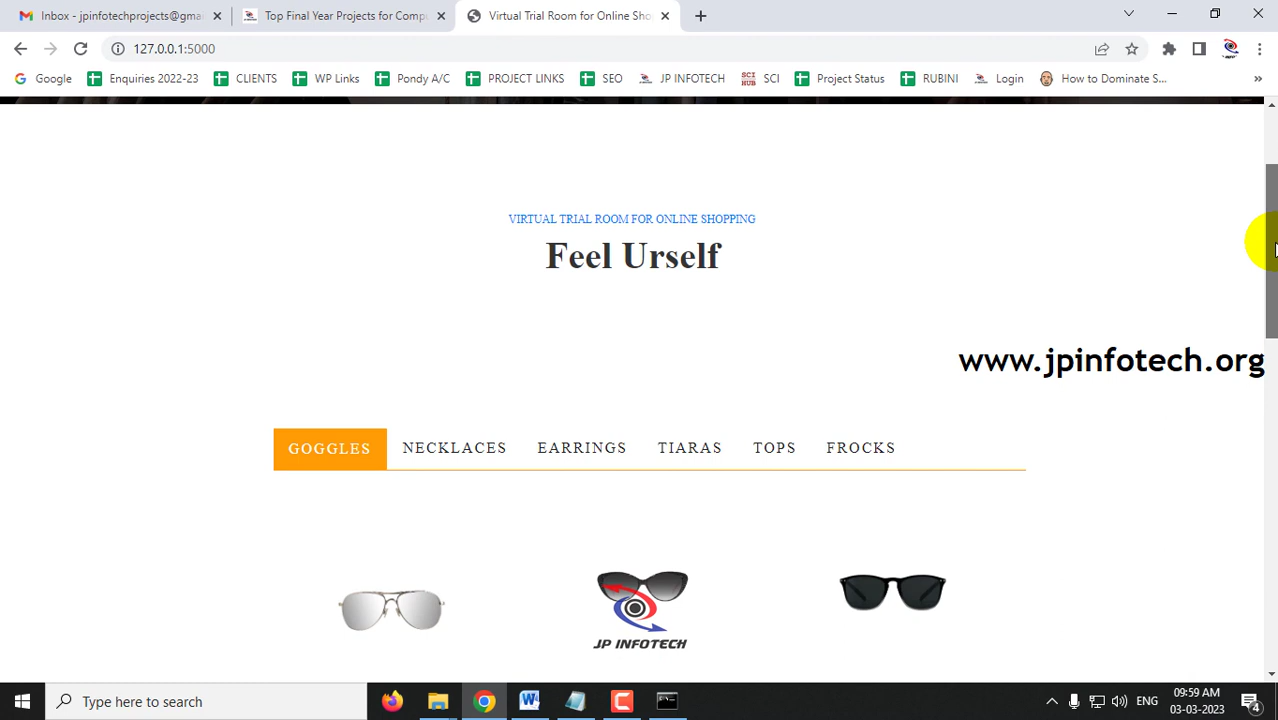 Inbox - jpinfotechprojects@gma
Top Final Year Projects for Compu
Virtual Trial Room for Online Sho
127.0.0.1:5000
Google
Enquiries 2022-23
CLIENTS
WP Links
Pondy A/C
PROJECT LINKS
SEO
JP INFOTECH
SCI
Project Status
RUBINI
Login
How to Dominate S...
VIRTUAL TRIAL ROOM FOR ONLINE SHOPPING
Feel Urself
www.jpinfotech.org
GOGGLES NECKLACES EARRINGS TIARAS TOPS FROCKS
JP INFOTECH
Type here to search
ENG
09:59 AM
03-03-2023
4